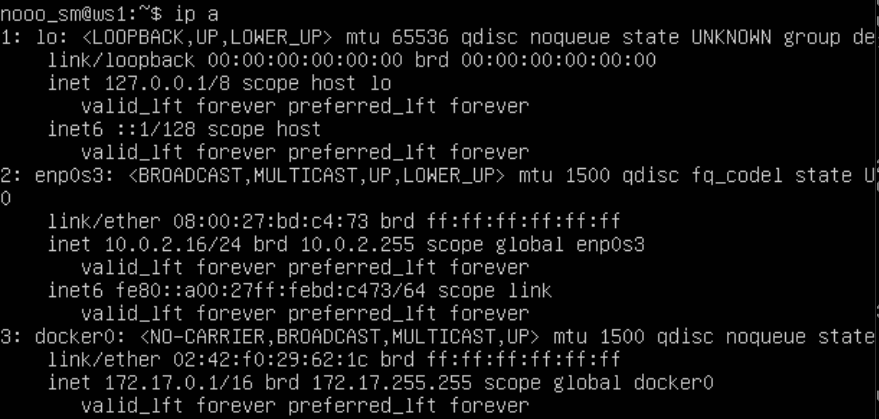 nooo_sm@ws1:~$ ip a
1: lo: <LOOPBACK,UP,LOWER_UP> mtu 65536 qdisc noqueue state UNKNOWN group de
link/loopback 00:00:00:00:00:00 brd 00:00:00:00:00:00
inet 127.0.0.1/8 scope host lo
valid_lft forever preferred_lft forever
inet6 ::1/128 scope host
valid_lft forever preferred_lft forever
2: enp0s3: <BROADCAST,MULTICAST,UP,LOWER_UP> mtu 1500 qdisc fq_codel state U
0
link/ether 08:00:27:bd:c4:73 brd ff:ff:ff:ff:ff:ff
inet 10.0.2.16/24 brd 10.0.2.255 scope global enp0s3
valid_lft forever preferred_lft forever
inet6 fe80::a00:27ff:febd:c473/64 scope link
valid_lft forever preferred_lft forever
3: docker0: <NO-CARRIER,BROADCAST,MULTICAST,UP> mtu 1500 qdisc noqueue state
link/ether 02:42:f0:29:62:1c brd ff:ff:ff:ff:ff:ff
inet 172.17.0.1/16 brd 172.17.255.255 scope global docker0
valid_lft forever preferred_lft forever